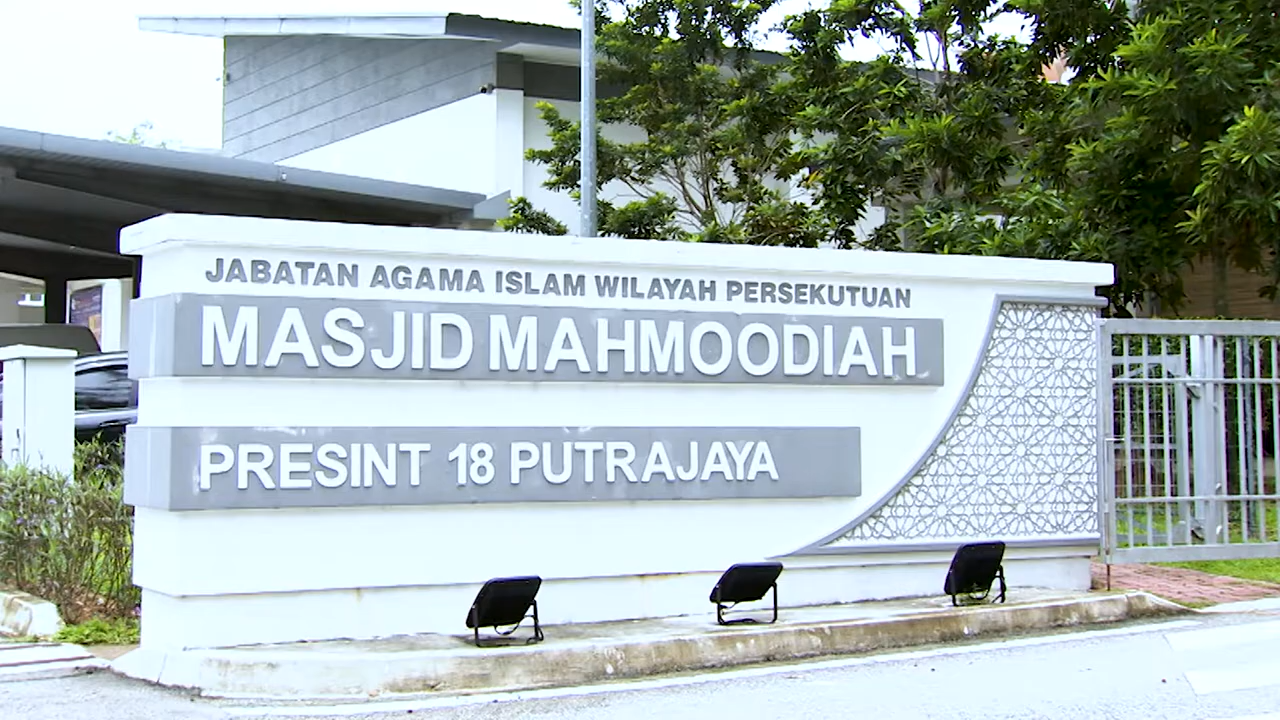 JABATAN AGAMA ISLAM WILAYAH PERSEKUTUAN
MASJID MAHMOODIAH
PRESINT 18 PUTRAJAYA